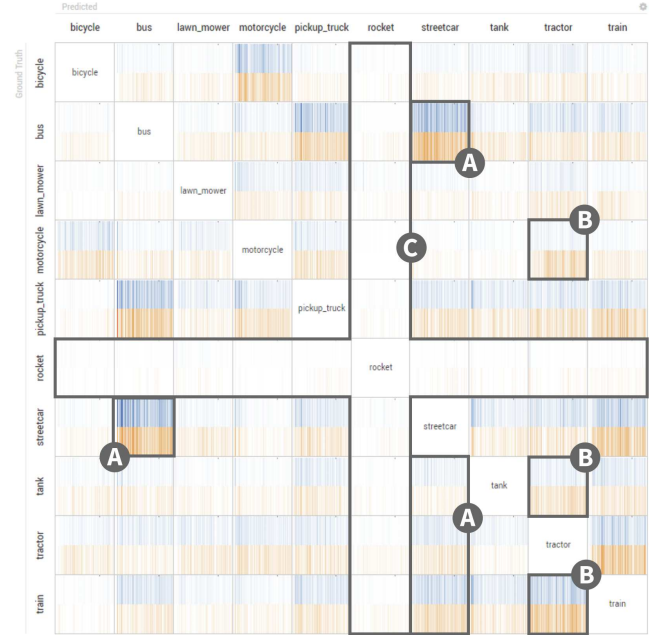 Predicted
bicycle bus lawn_mower motorcycle pickup_truck rocket streetcar tank tractor train
Ground Truth
bicycle bicycle
bus bus
A
lawn_mower lawn_mower
B
motorcycle motorcycle
C
pickup_truck pickup_truck
rocket rocket
streetcar streetcar
A B
tank tank
A
tractor tractor
B
train train